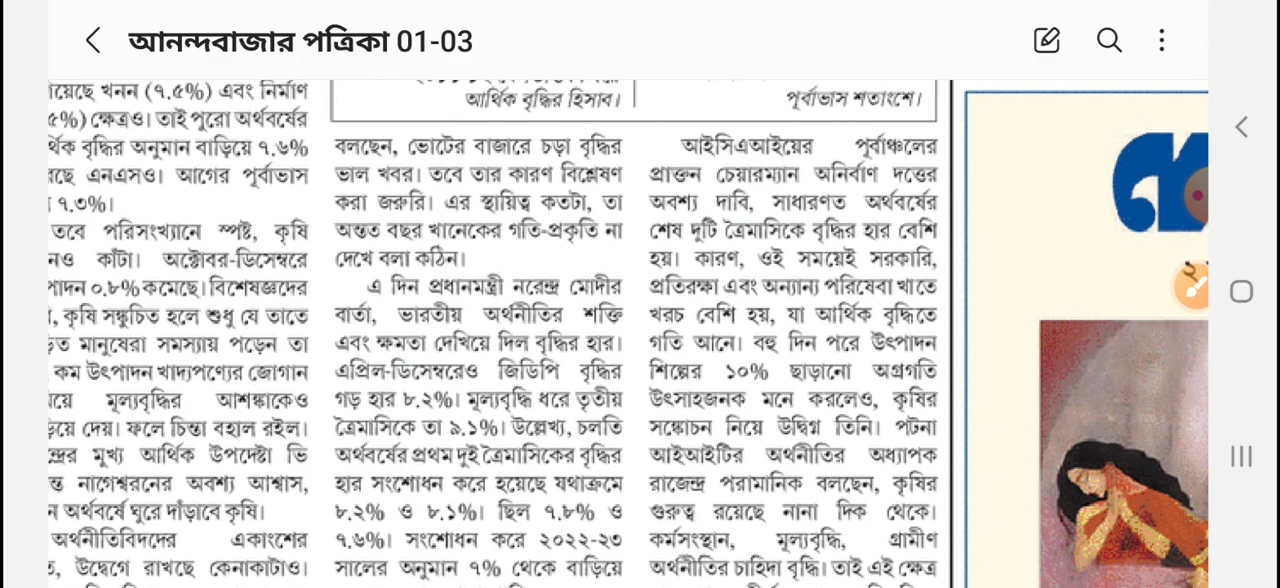 আনন্দবাজার পত্রিকা 01-03
য়েছে খনন (৭.৫%) এবং নির্মাণ
৫%) ক্ষেত্রও। তাই পুরো অর্থবর্ষের
র্থিক বৃদ্ধির অনুমান বাড়িয়ে ৭.৬%
রছে এনএসও। আগের পূর্বাভাস
৭.৩%।
তবে পরিসংখ্যানে স্পষ্ট, কৃষি
নও কাঁটা। অক্টোবর-ডিসেম্বরে
পাদন ০.৮% কমেছে। বিশেষজ্ঞদের
, কৃষি সঙ্কুচিত হলে শুধু যে তাতে
ড়িত মানুষেরা সমস্যায় পড়েন তা
কম উৎপাদন খাদ্যপণ্যের জোগান
য়ে মূল্যবৃদ্ধির আশঙ্কাকেও
ড়িয়ে দেয়। ফলে চিন্তা বহাল রইল।
ন্দ্রের মুখ্য আর্থিক উপদেষ্টা ভি
ন্ত নাগেশ্বরনের অবশ্য আশ্বাস,
ন অর্থবর্ষে ঘুরে দাঁড়াবে কৃষি।
অর্থনীতিবিদদের একাংশের
ত, উদ্বেগে রাখছে কেনাকাটাও।
আর্থিক বৃদ্ধির হিসাব।
বলছেন, ভোটের বাজারে চড়া বৃদ্ধির
ভাল খবর। তবে তার কারণ বিশ্লেষণ
করা জরুরি। এর স্থায়িত্ব কতটা, তা
অন্তত বছর খানেকের গতি-প্রকৃতি না
দেখে বলা কঠিন।
এ দিন প্রধানমন্ত্রী নরেন্দ্র মোদীর
বার্তা, ভারতীয় অর্থনীতির শক্তি
এবং ক্ষমতা দেখিয়ে দিল বৃদ্ধির হার।
এপ্রিল-ডিসেম্বরেও জিডিপি বৃদ্ধির
গড় হার ৮.২%। মূল্যবৃদ্ধি ধরে তৃতীয়
ত্রৈমাসিকে তা ৯.১%। উল্লেখ্য, চলতি
অর্থবর্ষের প্রথম দুই ত্রৈমাসিকের বৃদ্ধির
হার সংশোধন করে হয়েছে যথাক্রমে
৮.২% ও ৮.১%। ছিল ৭.৮% ও
৭.৬%। সংশোধন করে ২০২২-২৩
সালের অনুমান ৭% থেকে বাড়িয়ে
পূর্বাভাস শতাংশে।
আইসিএআইয়ের পূর্বাঞ্চলের
প্রাক্তন চেয়ারম্যান অনির্বাণ দত্তের
অবশ্য দাবি, সাধারণত অর্থবর্ষের
শেষ দুটি ত্রৈমাসিকে বৃদ্ধির হার বেশি
হয়। কারণ, ওই সময়েই সরকারি,
প্রতিরক্ষা এবং অন্যান্য পরিষেবা খাতে
খরচ বেশি হয়, যা আর্থিক বৃদ্ধিতে
গতি আনে। বহু দিন পরে উৎপাদন
শিল্পের ১০% ছাড়ানো অগ্রগতি
উৎসাহজনক মনে করলেও, কৃষির
সঙ্কোচন নিয়ে উদ্বিগ্ন তিনি। পটনা
আইআইটির অর্থনীতির অধ্যাপক
রাজেন্দ্র পরামানিক বলছেন, কৃষির
গুরুত্ব রয়েছে নানা দিক থেকে।
কর্মসংস্থান, মূল্যবৃদ্ধি, গ্রামীণ
অর্থনীতির চাহিদা বৃদ্ধি। তাই এই ক্ষেত্র